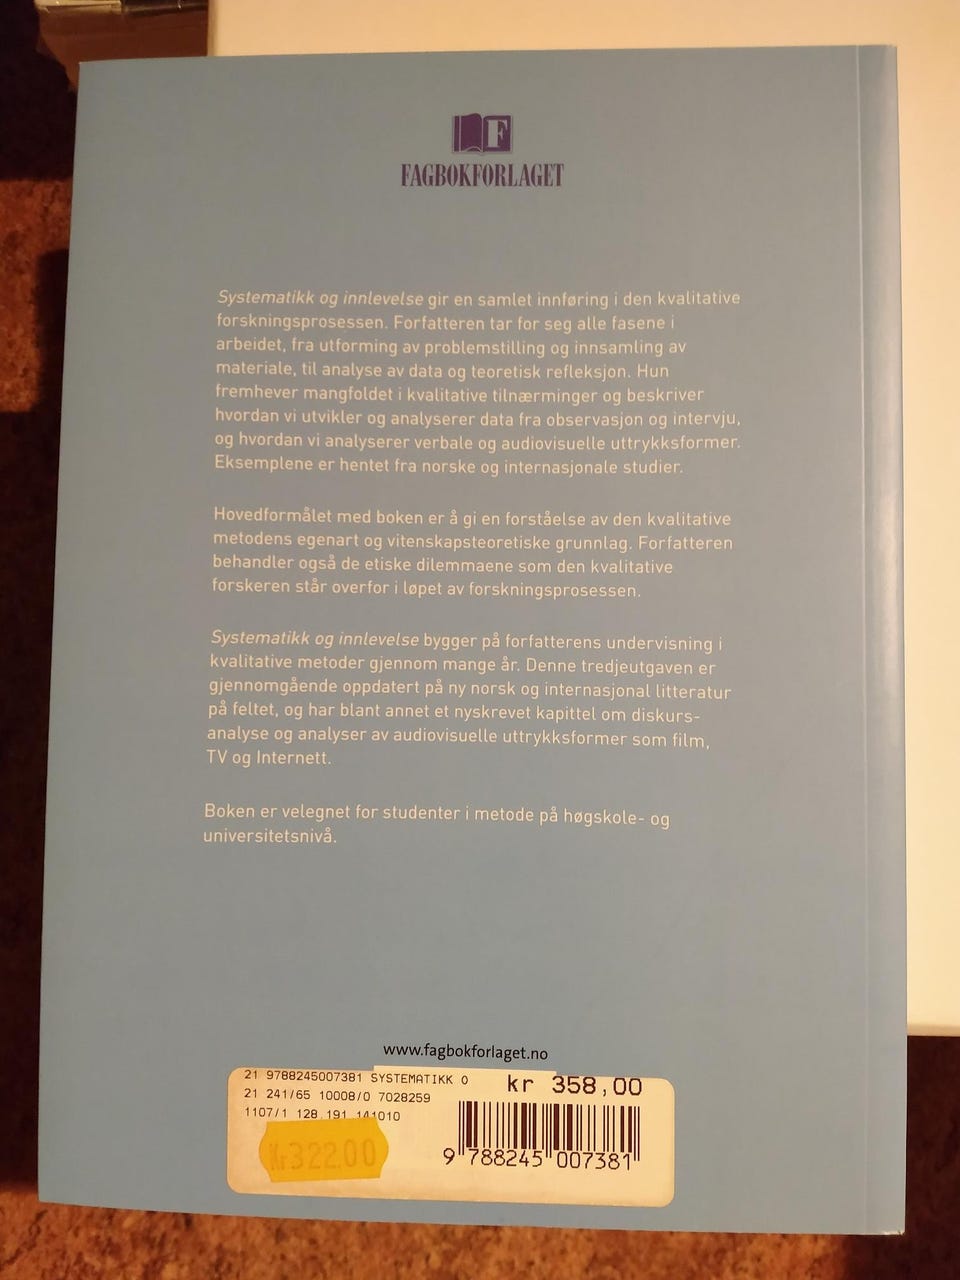 F
FAGBOKFORLAGET
Systematikk og innlevelse gir en samlet innføring i den kvalitative
forskningsprosessen. Forfatteren tar for seg alle fasene i
arbeidet, fra utforming av problemstilling og innsamling av
materiale, til analyse av data og teoretisk refleksjon. Hun
fremhever mangfoldet i kvalitative tilnærminger og beskriver
hvordan vi utvikler og analyserer data fra observasjon og intervju,
og hvordan vi analyserer verbale og audiovisuelle uttrykksformer.
Eksemplene er hentet fra norske og internasjonale studier.
Hovedformålet med boken er å gi en forståelse av den kvalitative
metodens egenart og vitenskapsteoretiske grunnlag. Forfatteren
behandler også de etiske dilemmaene som den kvalitative
forskeren står overfor i løpet av forskningsprosessen.
Systematikk og innlevelse bygger på forfatterens undervisning i
kvalitative metoder gjennom mange år. Denne tredjeutgaven er
gjennomgående oppdatert på ny norsk og internasjonal litteratur
på feltet, og har blant annet et nyskrevet kapittel om diskurs-
analyse og analyser av audiovisuelle uttrykksformer som film,
TV og Internett.
Boken er velegnet for studenter i metode på høgskole- og
universitetsnivå.
www.fagbokforlaget.no
21 9788245007381 SYSTEMATIKK O kr 358,00
21 241/65 10008/0 7028259
1107/1 128,191 141010
Kr322.00
9 788245 007381